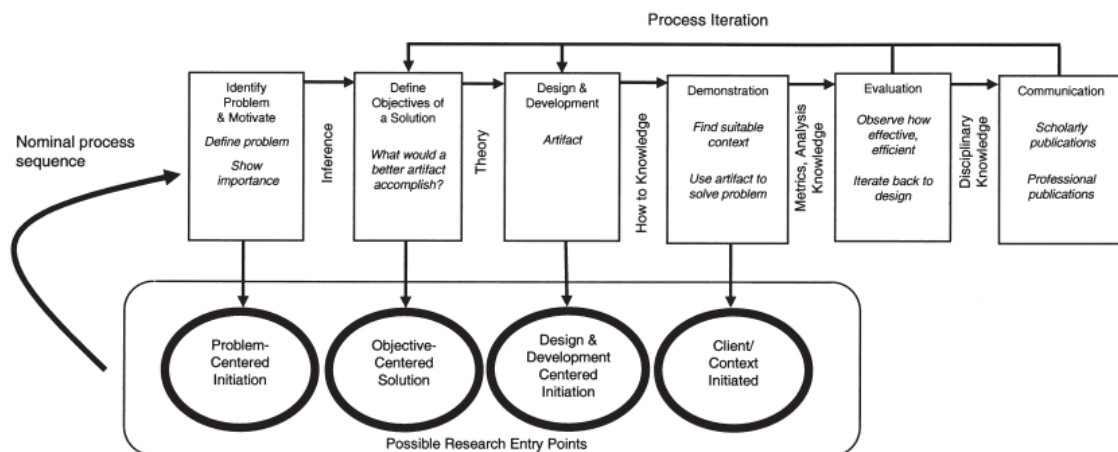 Process Iteration
Nominal process
sequence
Identify
Problem
& Motivate
Define problem
Show
importance
Inference
Define
Objectives of
a Solution
What would a
better artifact
accomplish?
Theory
Design &
Development
Artifact
How to Knowledge
Demonstration
Find suitable
context
Use artifact to
solve problem
Metrics, Analysis
Knowledge
Evaluation
Observe how
effective,
efficient
Iterate back to
design
Disciplinary
Knowledge
Communication
Scholarly
publications
Professional
publications
Problem-
Centered
Initiation
Objective-
Centered
Solution
Design &
Development
Centered
Initiation
Client/
Context
Initiated
Possible Research Entry Points